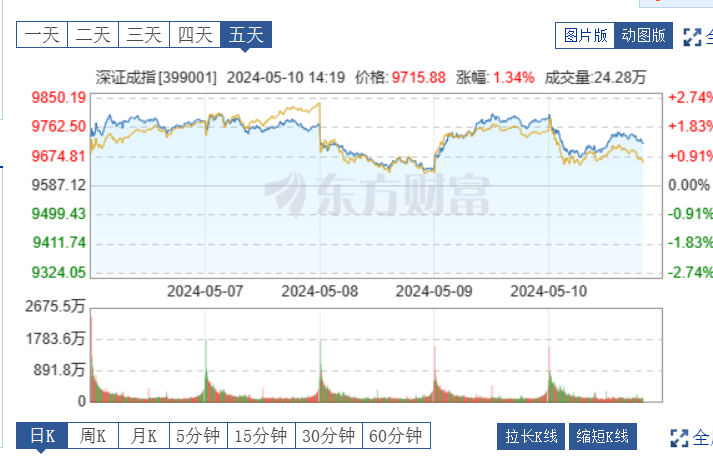 一天 二天 三天 四天 五天 图片版 动图版 全
深证成指[399001] 2024-05-10 14:19 价格: 9715.88 涨幅: 1.34% 成交量:24.28万
9850.19 +2.74%
9762.50 +1.83%
9674.81 +0.91%
9587.12 0.00%
东方财富
9499.43 -0.91%
9411.74 -1.83%
9324.05 -2.74%
2024-05-07 2024-05-08 2024-05-09 2024-05-10
2675.5万
1783.6万
891.8万
0
日K 周K 月K 5分钟 15分钟 30分钟 60分钟 拉长K线 缩短K线 全